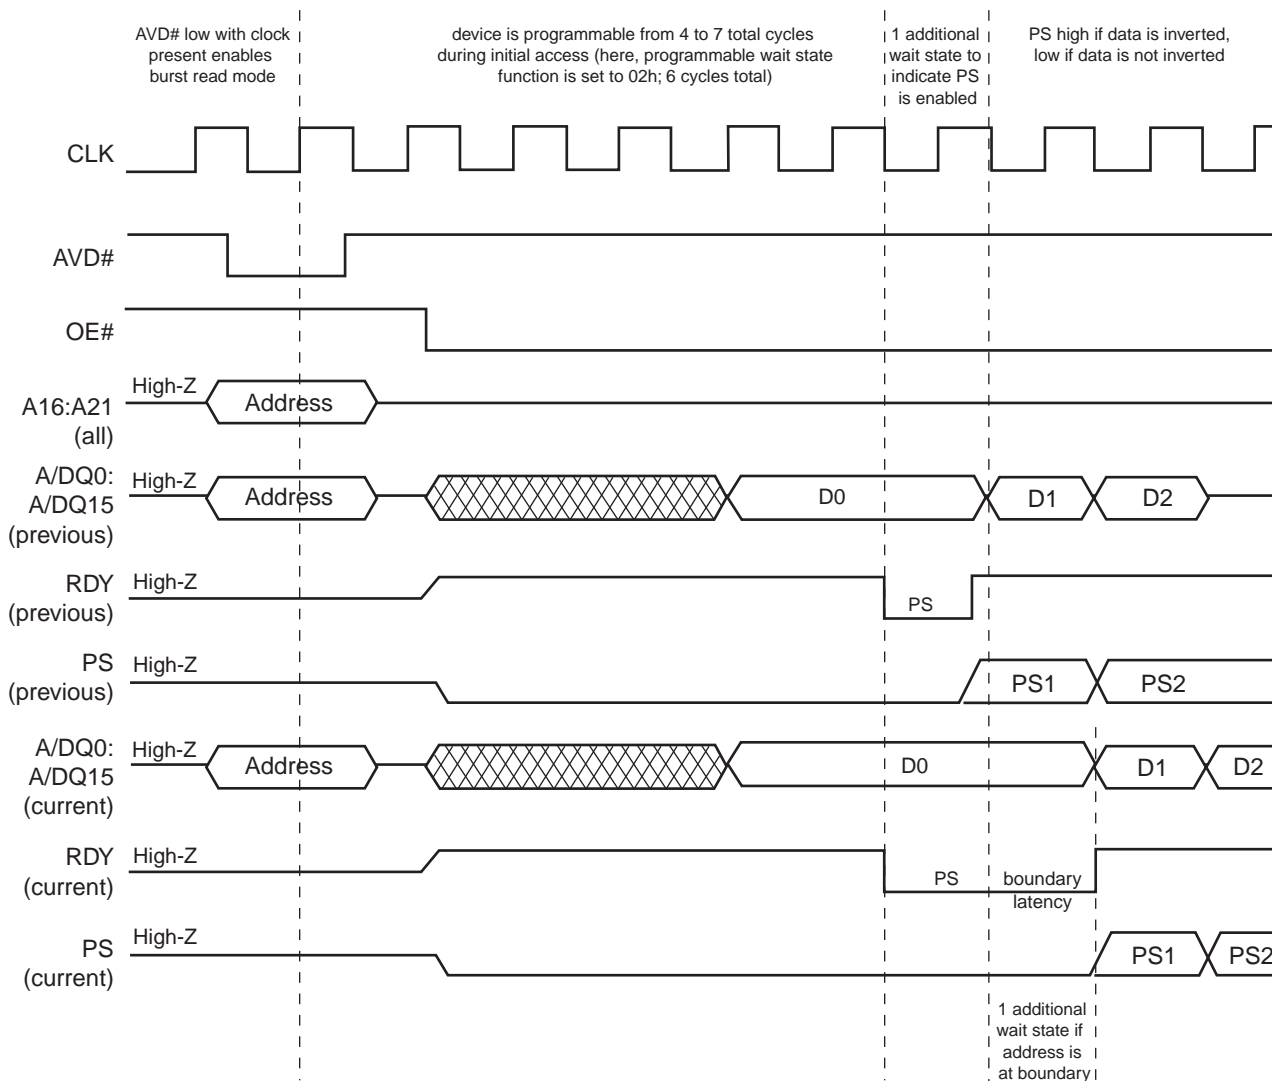 AVD# low with clock
present enables
burst read mode
device is programmable from 4 to 7 total cycles
during initial access (here, programmable wait state
function is set to 02h; 6 cycles total)
1 additional
wait state to
indicate PS
is enabled
PS high if data is inverted,
low if data is not inverted
CLK
AVD#
OE#
A16:A21
(all)
High-Z
Address
A/DQ0:
A/DQ15
(previous)
High-Z
Address
D0
D1
D2
RDY
(previous)
High-Z
PS
PS
(previous)
High-Z
PS1
PS2
A/DQ0:
A/DQ15
(current)
High-Z
Address
D0
D1
D2
RDY
(current)
High-Z
PS
boundary
latency
PS
(current)
High-Z
PS1
PS2
1 additional
wait state if
address is
at boundary